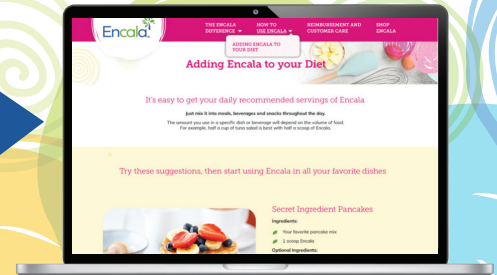 Encala
THE ENCALA
DIFFERENCE
HOW TO
USE ENCALA
REIMBURSEMENT AND
CUSTOMER CARE
SHOP
ENCALA
ADDING ENCALA TO
YOUR DIET
Adding Encala to your Diet
It's easy to get your daily recommended servings of Encala
Just mix it into meals, beverages and snacks throughout the day.
The amount you use in a specific dish or beverage will depend on the volume of food.
For example, half a cup of tuna salad is best with half a scoop of Encala.
Try these suggestions, then start using Encala in all your favorite dishes
Secret Ingredient Pancakes
Ingredients:
Your favorite pancake mix
1 scoop Encala
Optional Ingredients: